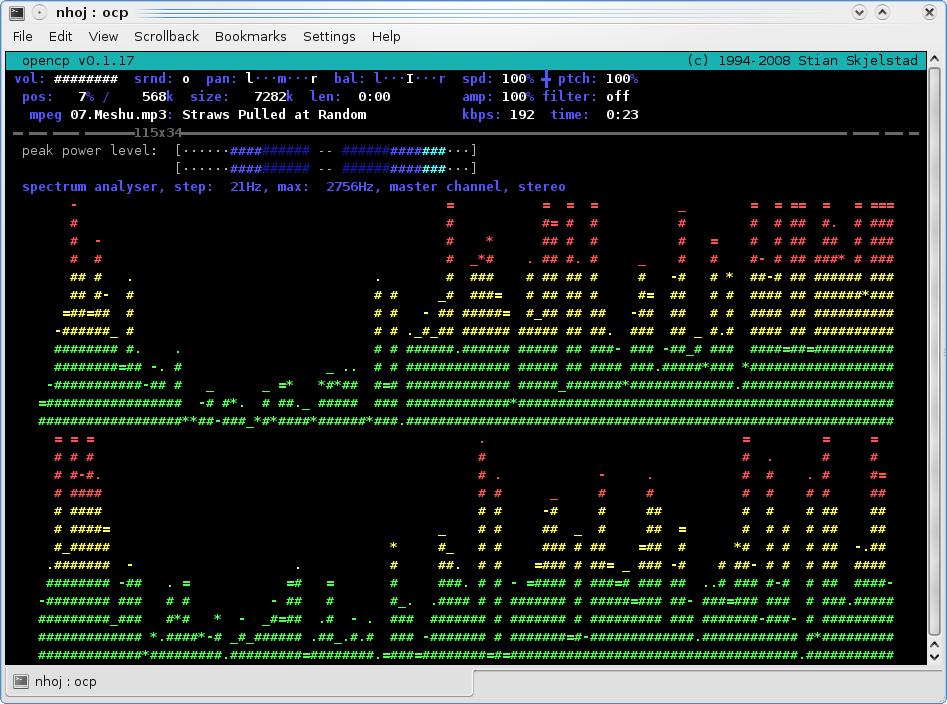 nhoj : ocp
File Edit View Scrollback Bookmarks Settings Help
opencp v0.1.17 (c) 1994-2008 Stian Skjelstad
vol: ######## srnd: o pan: l···m···r bal: l···I···r spd: 100% ╪ ptch: 100%
pos: 7% / 568k size: 7282k len: 0:00 amp: 100% filter: off
mpeg 07.Meshu.mp3: Straws Pulled at Random kbps: 192 time: 0:23
115x34
peak power level: [······########## -- #############···]
[······########## -- #############···]
spectrum analyser, step: 21Hz, max: 2756Hz, master channel, stereo
nhoj : ocp